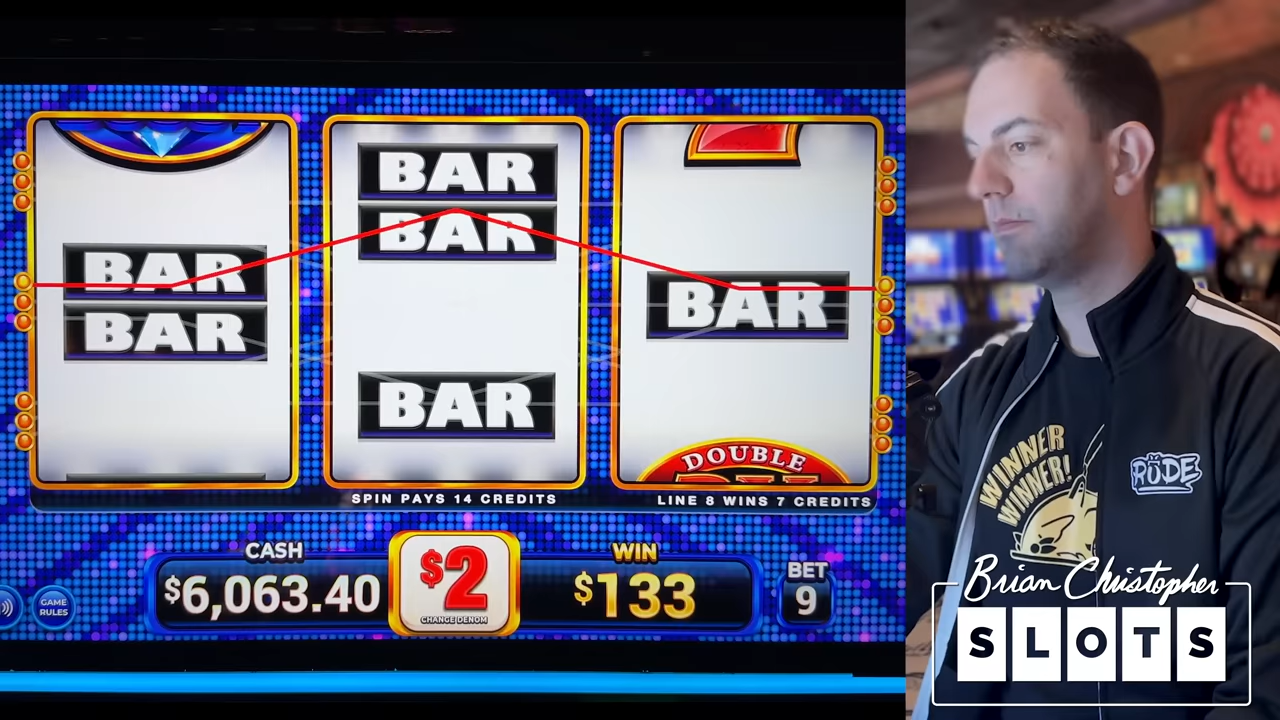 BAR
BAR
BAR
BAR
BAR
BAR
DOUBLE
SPIN PAYS 14 CREDITS
LINE 8 WINS 7 CREDITS
CASH
$6,063.40
$2
CHANGE DENOM
WIN
$133
BET
9
GAME
RULES
WINNER
WINNER!
RÜDE
Brian Christopher
SLOTS